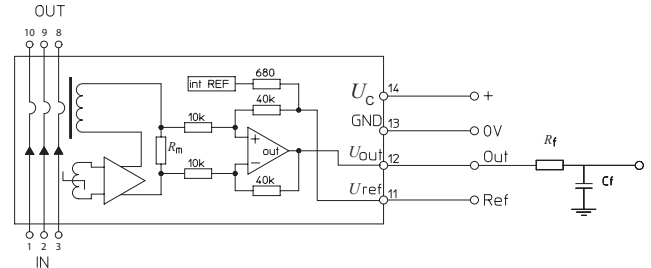 OUT
10 9 8
int REF
680
40k
10k
+
Rm
out
10k
−
40k
UC 14
+
GND 13
0V
Uout 12
Out
Rf
Cf
Uref 11
Ref
1 2 3
IN